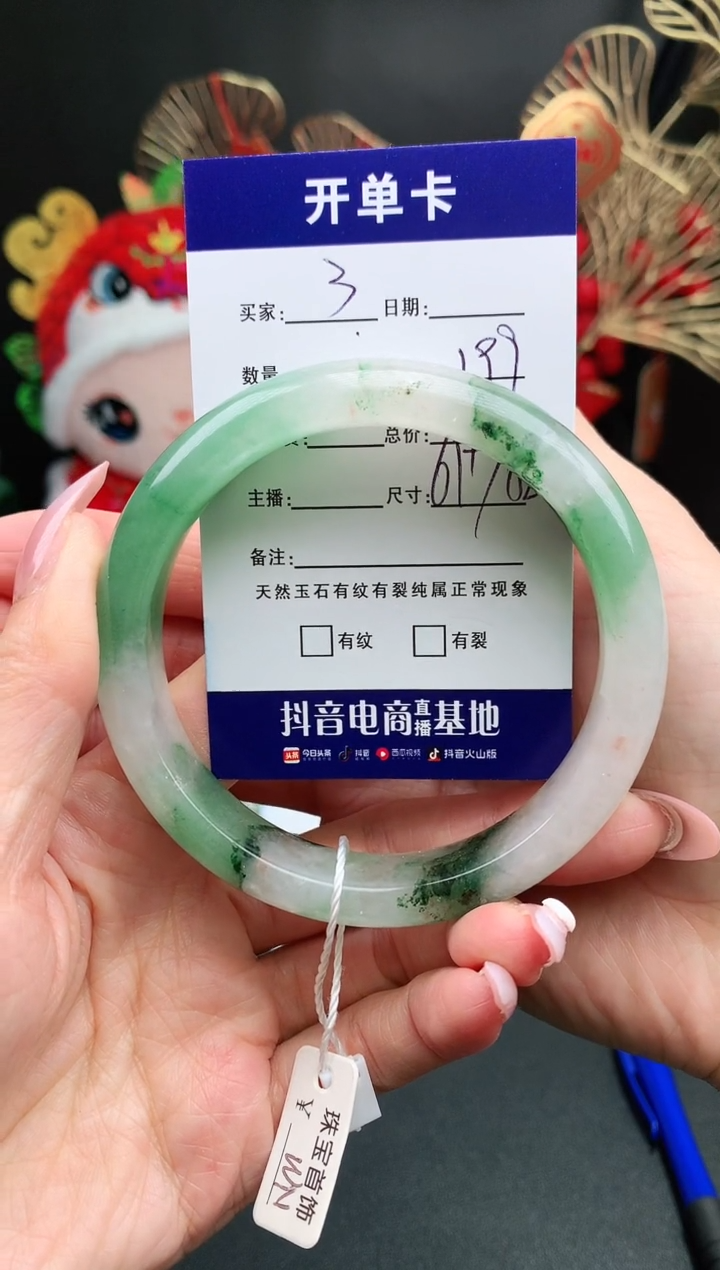 开单卡
买家: 3 日期:
数量 199
总价:
主播: 尺寸:
备注:
天然玉石有纹有裂纯属正常现象
有纹 有裂
抖音电商直播基地
头条 今日头条 抖音 西瓜视频 抖音火山版
珠宝首饰
¥